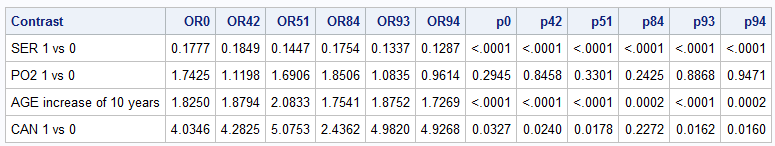 Contrast OR0 OR42 OR51 OR84 OR93 OR94 p0 p42 p51 p84 p93 p94
SER 1 vs 0 0.1777 0.1849 0.1447 0.1754 0.1337 0.1287 <.0001 <.0001 <.0001 <.0001 <.0001 <.0001
PO2 1 vs 0 1.7425 1.1198 1.6906 1.8506 1.0835 0.9614 0.2945 0.8458 0.3301 0.2425 0.8868 0.9471
AGE increase of 10 years 1.8250 1.8794 2.0833 1.7541 1.8752 1.7269 <.0001 <.0001 <.0001 0.0002 <.0001 0.0002
CAN 1 vs 0 4.0346 4.2825 5.0753 2.4362 4.9820 4.9268 0.0327 0.0240 0.0178 0.2272 0.0162 0.0160